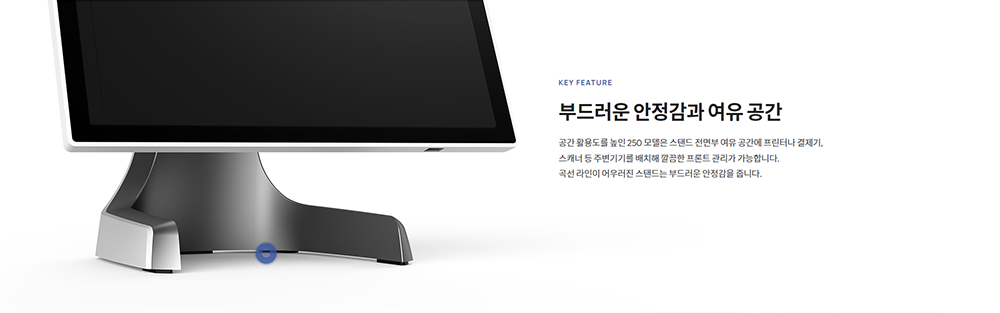 KEY FEATURE
부드러운 안정감과 여유 공간
공간 활용도를 높인 250 모델은 스탠드 전면부 여유 공간에 프린터나 결제기,
스캐너 등 주변기기를 배치해 깔끔한 프론트 관리가 가능합니다.
곡선 라인이 어우러진 스탠드는 부드러운 안정감을 줍니다.